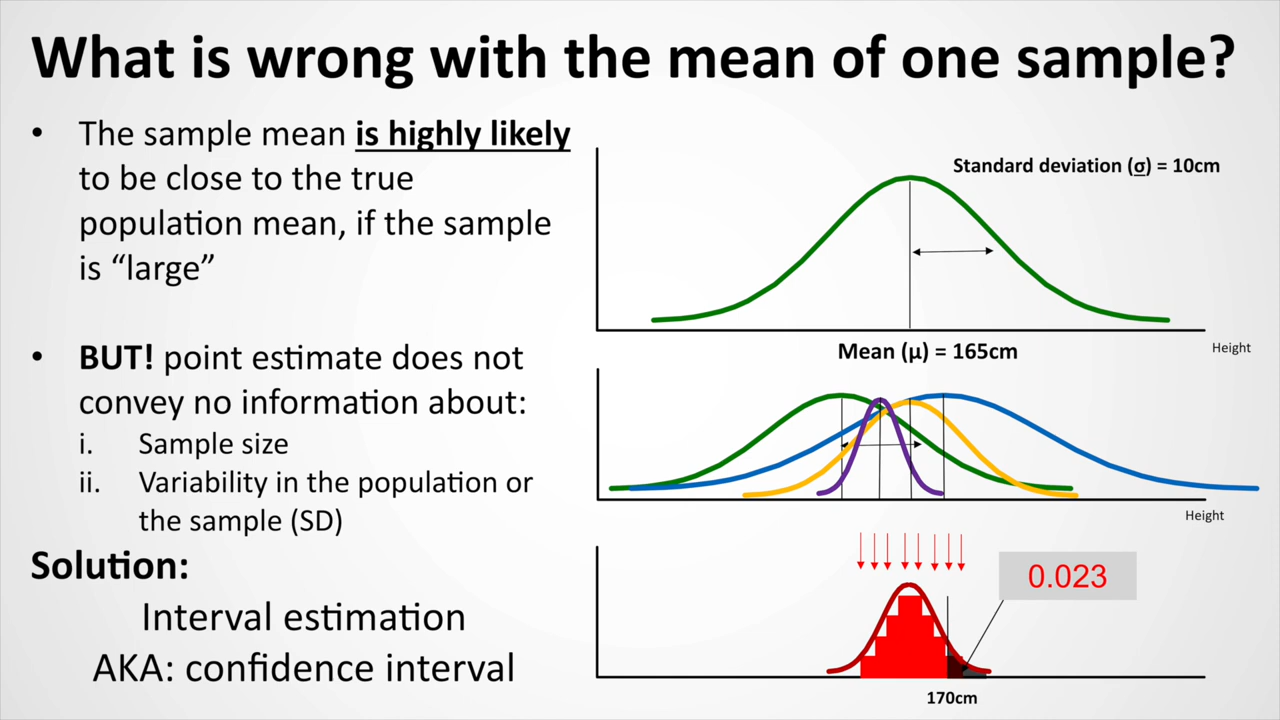 What is wrong with the mean of one sample?
• The sample mean is highly likely
to be close to the true
population mean, if the sample
is “large”
• BUT! point estimate does not
convey no information about:
i. Sample size
ii. Variability in the population or
the sample (SD)
Solution:
Interval estimation
AKA: confidence interval
Standard deviation (σ) = 10cm
Height
Mean (μ) = 165cm
Height
0.023
170cm